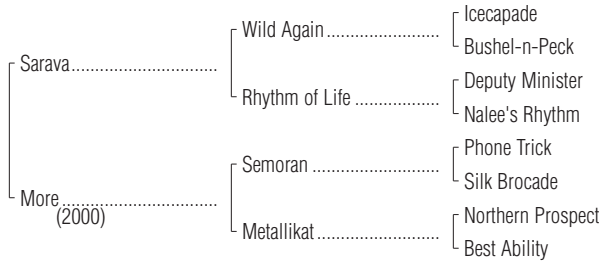 Icecapade
Wild Again
Bushel-n-Peck
Sarava
Deputy Minister
Rhythm of Life
Nalee's Rhythm
Phone Trick
Semoran
Silk Brocade
More
(2000)
Northern Prospect
Metallikat
Best Ability